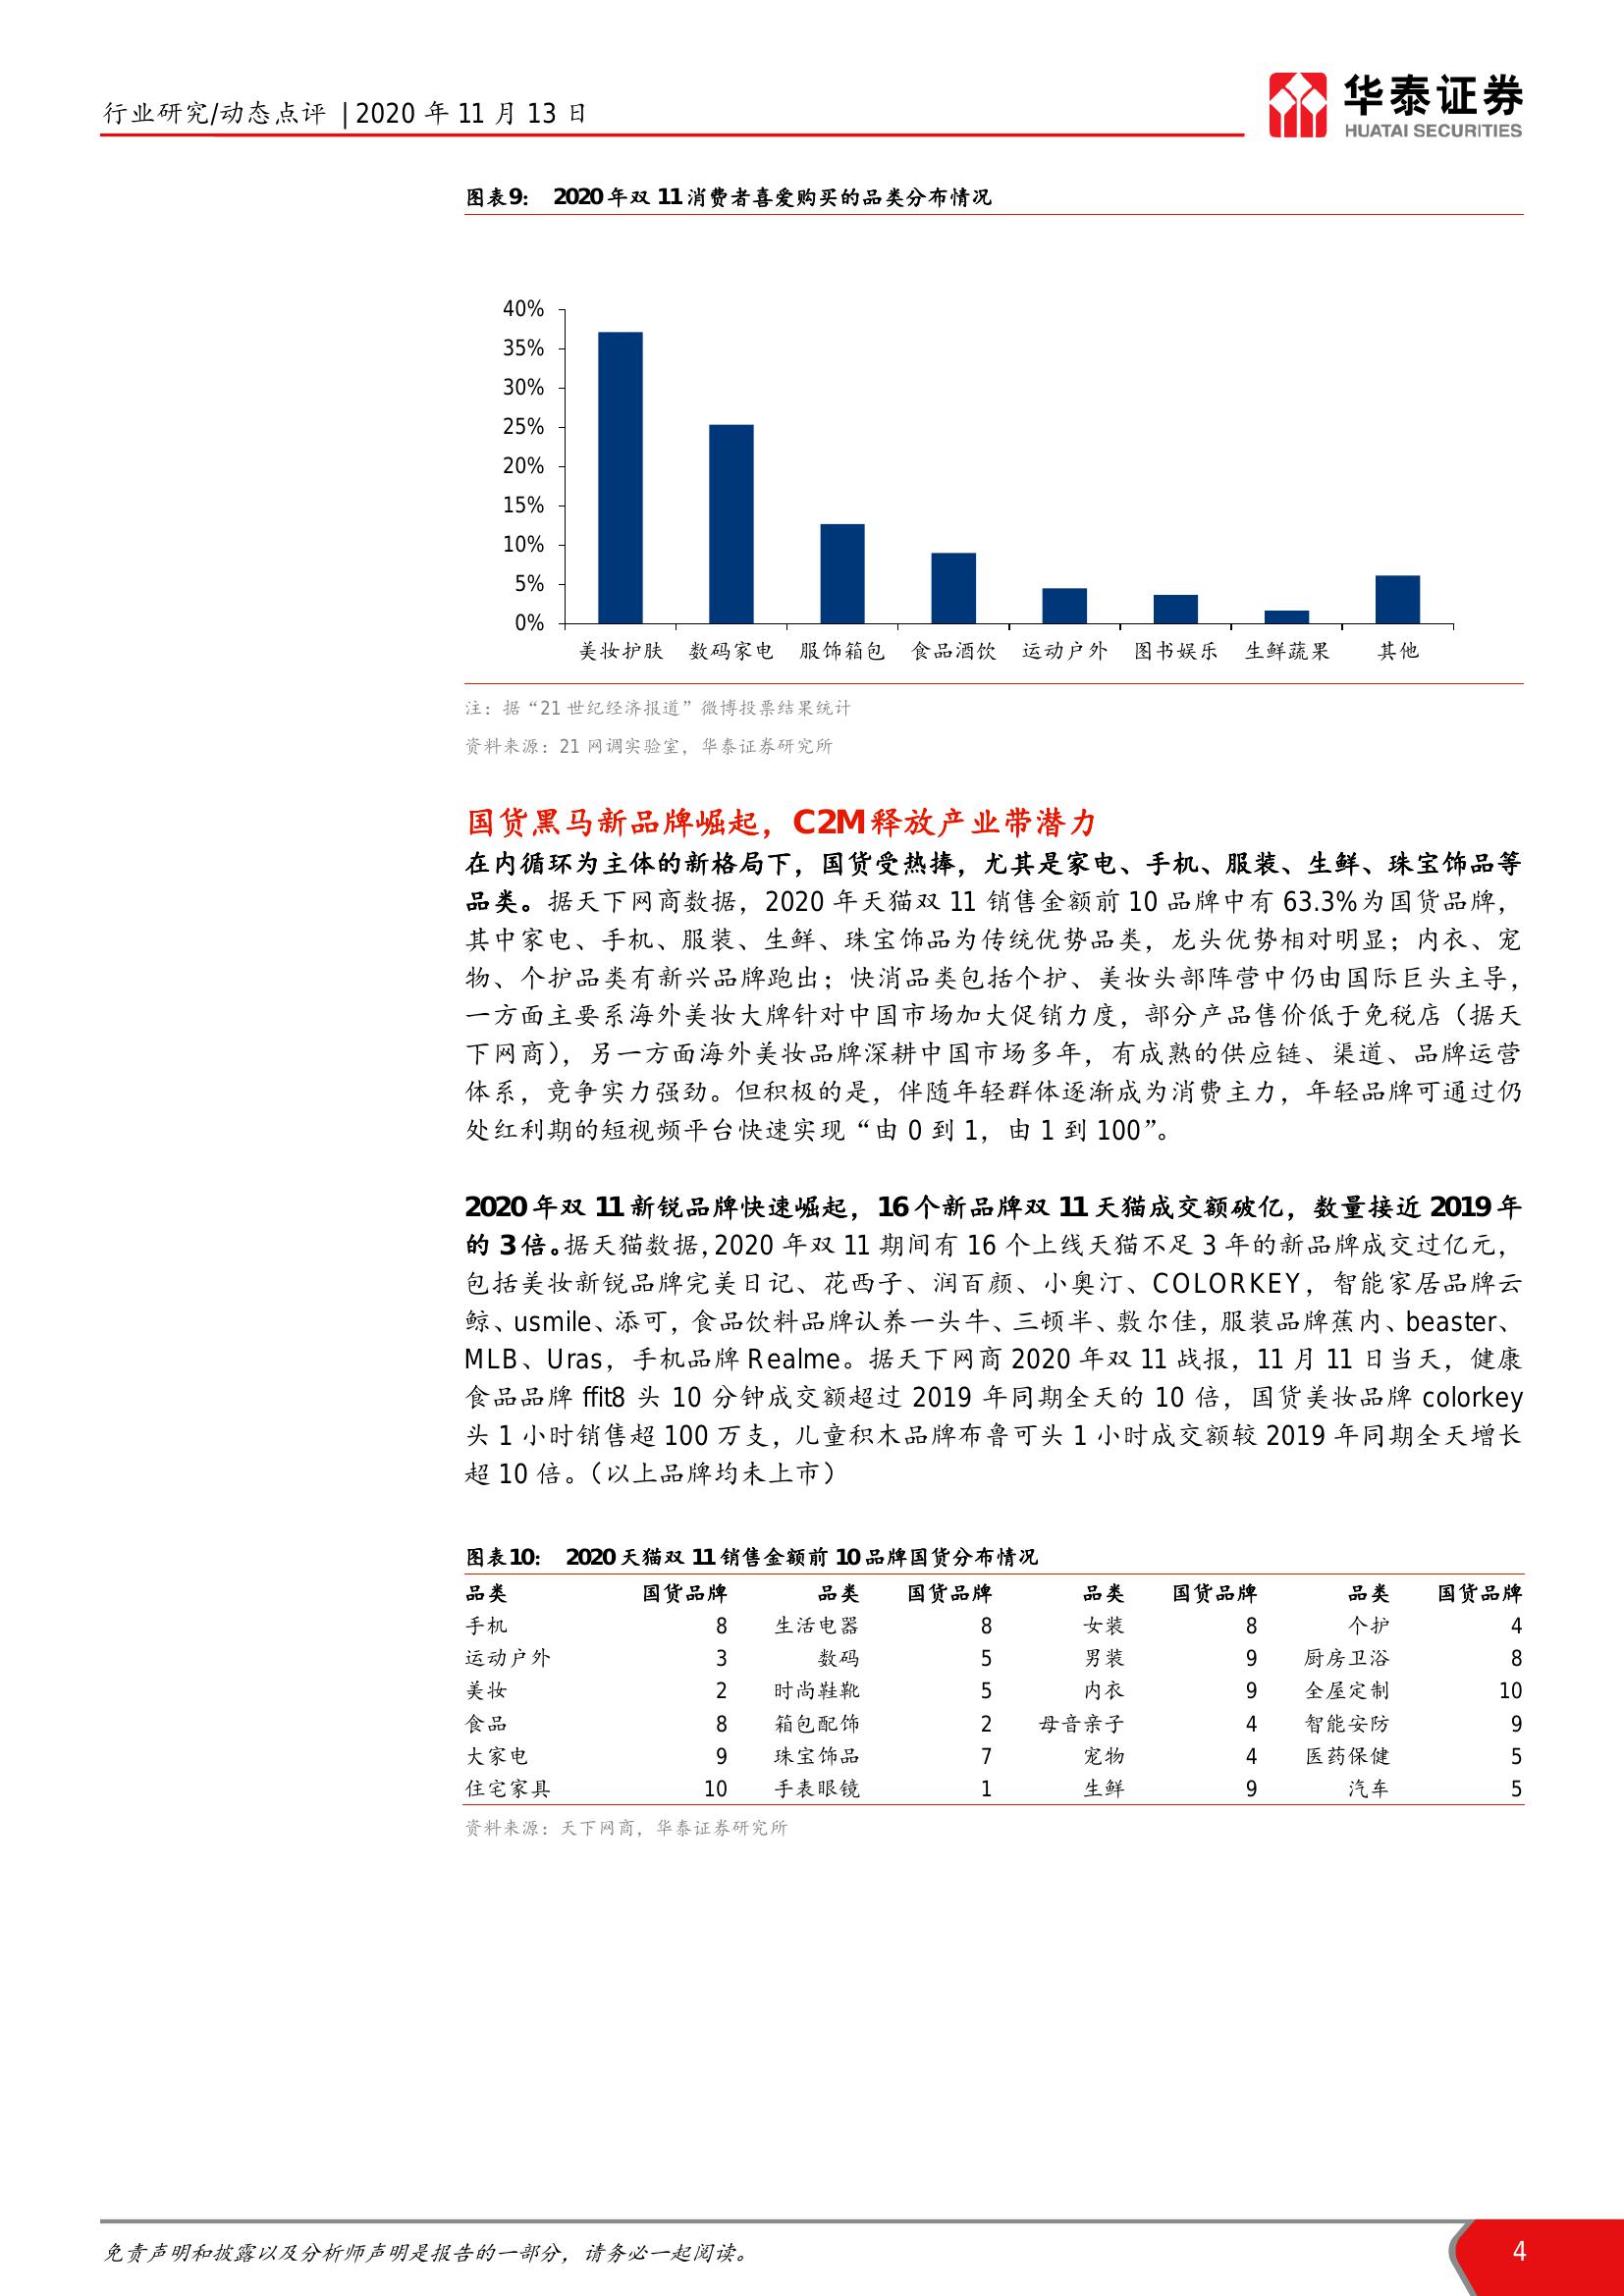 行业研究/动态点评 | 2020 年 11 月 13 日
华泰证券
HUATAI SECURITIES
图表9： 2020 年双 11 消费者喜爱购买的品类分布情况
40%
35%
30%
25%
20%
15%
10%
5%
0%
美妆护肤 数码家电 服饰箱包 食品酒饮 运动户外 图书娱乐 生鲜蔬果 其他
注：据“21 世纪经济报道”微博投票结果统计
资料来源：21 网调实验室，华泰证券研究所
国货黑马新品牌崛起，C2M 释放产业带潜力
在内循环为主体的新格局下，国货受热捧，尤其是家电、手机、服装、生鲜、珠宝饰品等
品类。据天下网商数据，2020 年天猫双 11 销售金额前 10 品牌中有 63.3%为国货品牌，
其中家电、手机、服装、生鲜、珠宝饰品为传统优势品类，龙头优势相对明显；内衣、宠
物、个护品类有新兴品牌跑出；快消品类包括个护、美妆头部阵营中仍由国际巨头主导，
一方面主要系海外美妆大牌针对中国市场加大促销力度，部分产品售价低于免税店（据天
下网商），另一方面海外美妆品牌深耕中国市场多年，有成熟的供应链、渠道、品牌运营
体系，竞争实力强劲。但积极的是，伴随年轻群体逐渐成为消费主力，年轻品牌可通过仍
处红利期的短视频平台快速实现“由 0 到 1，由 1 到 100”。
2020 年双 11 新锐品牌快速崛起，16 个新品牌双 11 天猫成交额破亿，数量接近 2019 年
的 3 倍。据天猫数据，2020 年双 11 期间有 16 个上线天猫不足 3 年的新品牌成交过亿元，
包括美妆新锐品牌完美日记、花西子、润百颜、小奥汀、COLORKEY，智能家居品牌云
鲸、usmile、添可，食品饮料品牌认养一头牛、三顿半、敷尔佳，服装品牌蕉内、beaster、
MLB、Uras，手机品牌 Realme。据天下网商 2020 年双 11 战报，11 月 11 日当天，健康
食品品牌 ffit8 头 10 分钟成交额超过 2019 年同期全天的 10 倍，国货美妆品牌 colorkey
头 1 小时销售超 100 万支，儿童积木品牌布鲁可头 1 小时成交额较 2019 年同期全天增长
超 10 倍。（以上品牌均未上市）
图表10： 2020 天猫双 11 销售金额前 10 品牌国货分布情况
品类 国货品牌 品类 国货品牌 品类 国货品牌 品类 国货品牌
手机 8 生活电器 8 女装 8 个护 4
运动户外 3 数码 5 男装 9 厨房卫浴 8
美妆 2 时尚鞋靴 5 内衣 9 全屋定制 10
食品 8 箱包配饰 2 母音亲子 4 智能安防 9
大家电 9 珠宝饰品 7 宠物 4 医药保健 5
住宅家具 10 手表眼镜 1 生鲜 9 汽车 5
资料来源：天下网商，华泰证券研究所
免责声明和披露以及分析师声明是报告的一部分，请务必一起阅读。
4